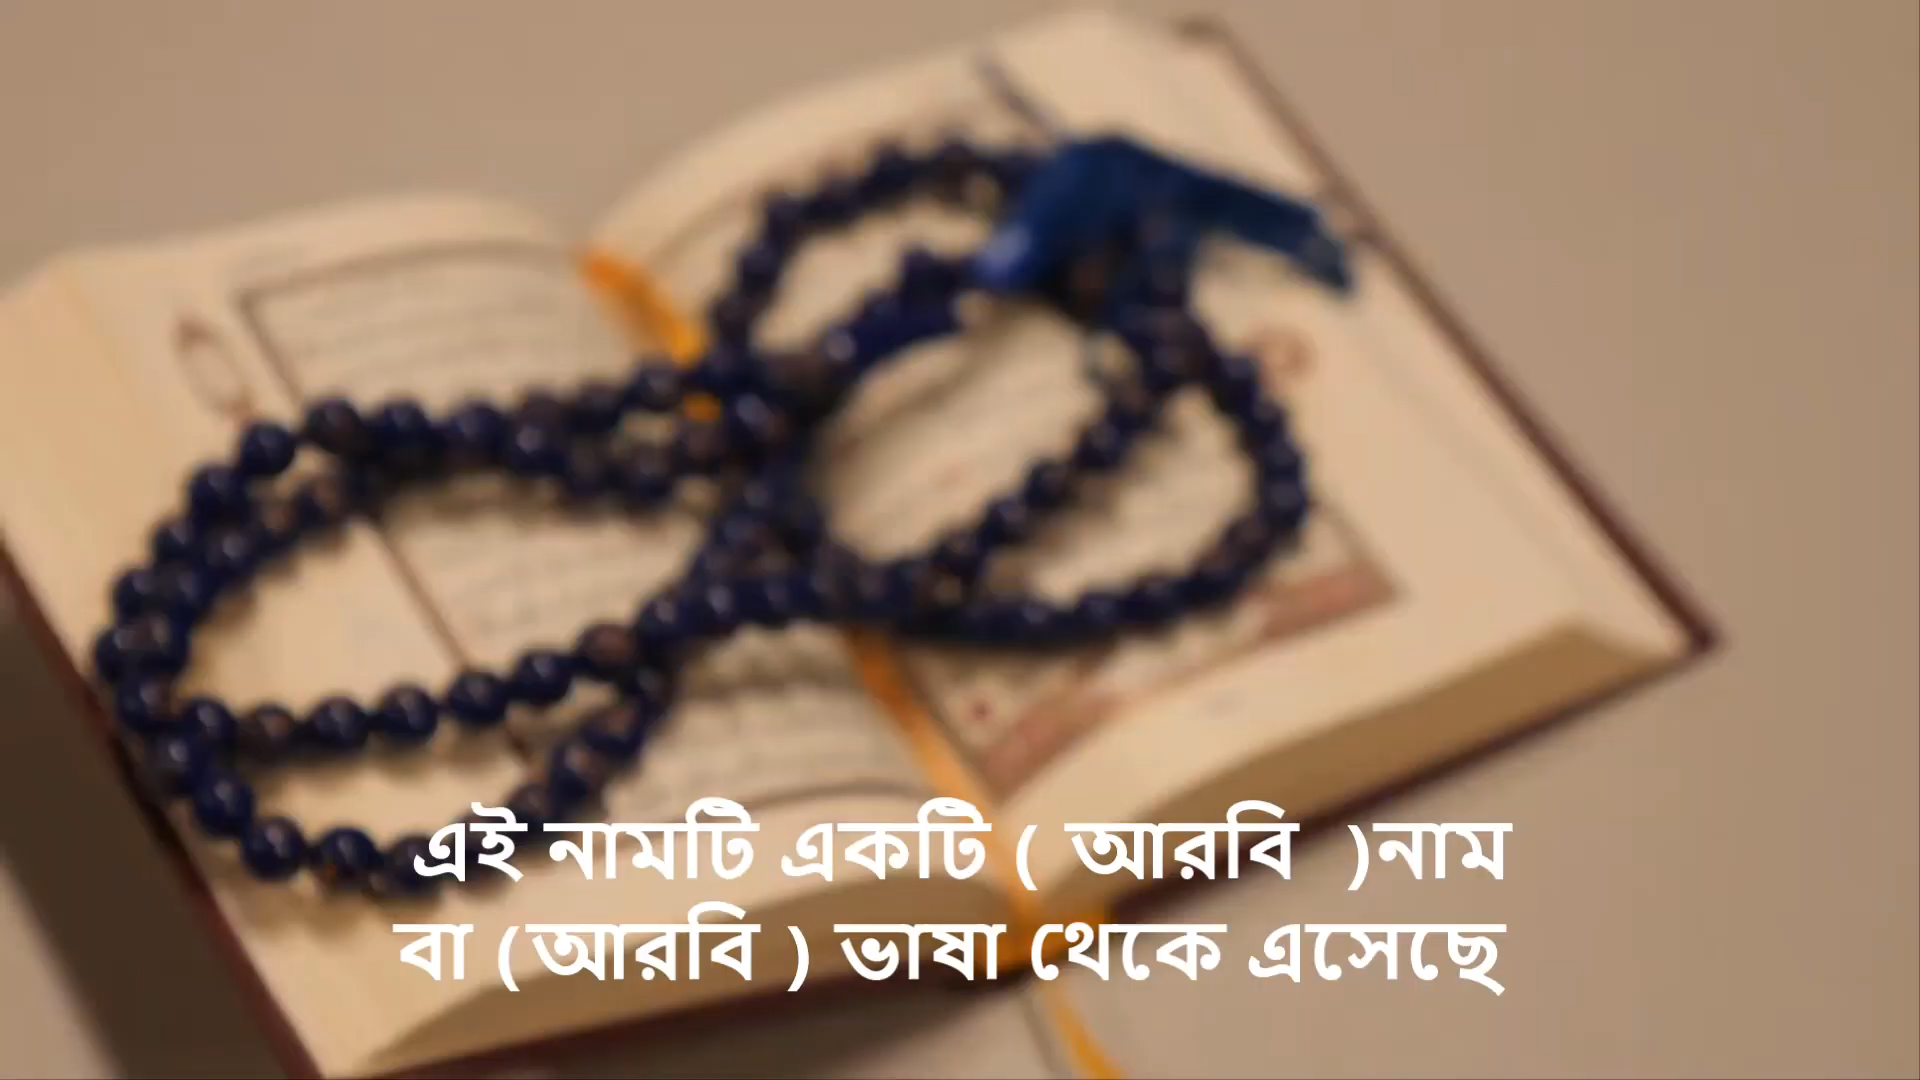 এই নামটি একটি ( আরবি  )নাম
বা (আরবি ) ভাষা থেকে এসেছে